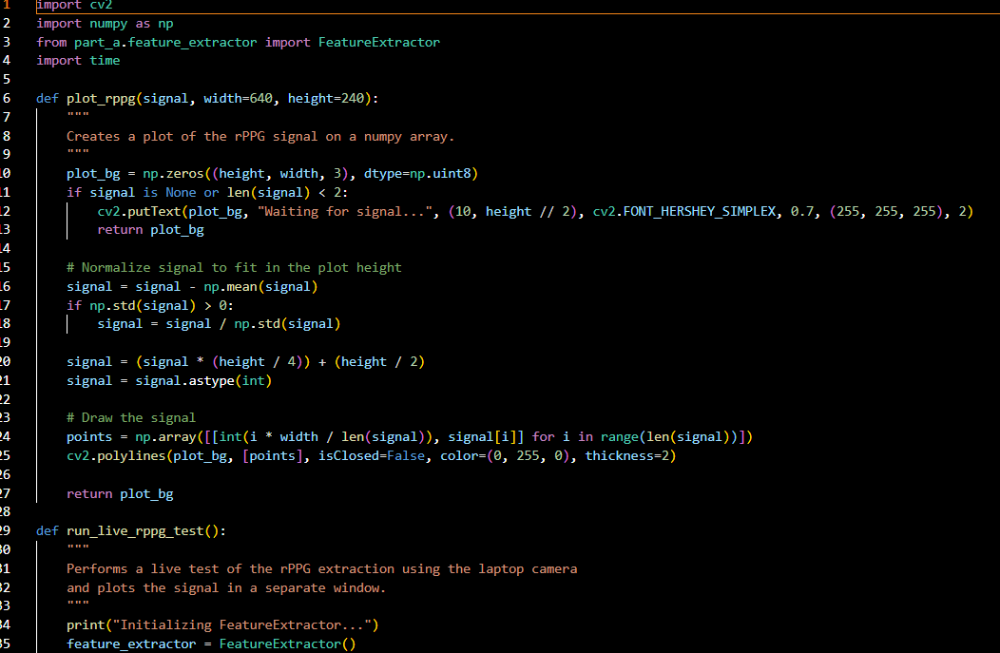 1 import cv2
2 import numpy as np
3 from part_a.feature_extractor import FeatureExtractor
4 import time
5
6 def plot_rppg(signal, width=640, height=240):
7     """
8     Creates a plot of the rPPG signal on a numpy array.
9     """
10     plot_bg = np.zeros((height, width, 3), dtype=np.uint8)
11     if signal is None or len(signal) < 2:
12         cv2.putText(plot_bg, "Waiting for signal...", (10, height // 2), cv2.FONT_HERSHEY_SIMPLEX, 0.7, (255, 255, 255), 2)
13         return plot_bg
14
15     # Normalize signal to fit in the plot height
16     signal = signal - np.mean(signal)
17     if np.std(signal) > 0:
18         signal = signal / np.std(signal)
19
20     signal = (signal * (height / 4)) + (height / 2)
21     signal = signal.astype(int)
22
23     # Draw the signal
24     points = np.array([[int(i * width / len(signal)), signal[i]] for i in range(len(signal))])
25     cv2.polylines(plot_bg, [points], isClosed=False, color=(0, 255, 0), thickness=2)
26
27     return plot_bg
28
29 def run_live_rppg_test():
30     """
31     Performs a live test of the rPPG extraction using the laptop camera
32     and plots the signal in a separate window.
33     """
34     print("Initializing FeatureExtractor...")
35     feature_extractor = FeatureExtractor()